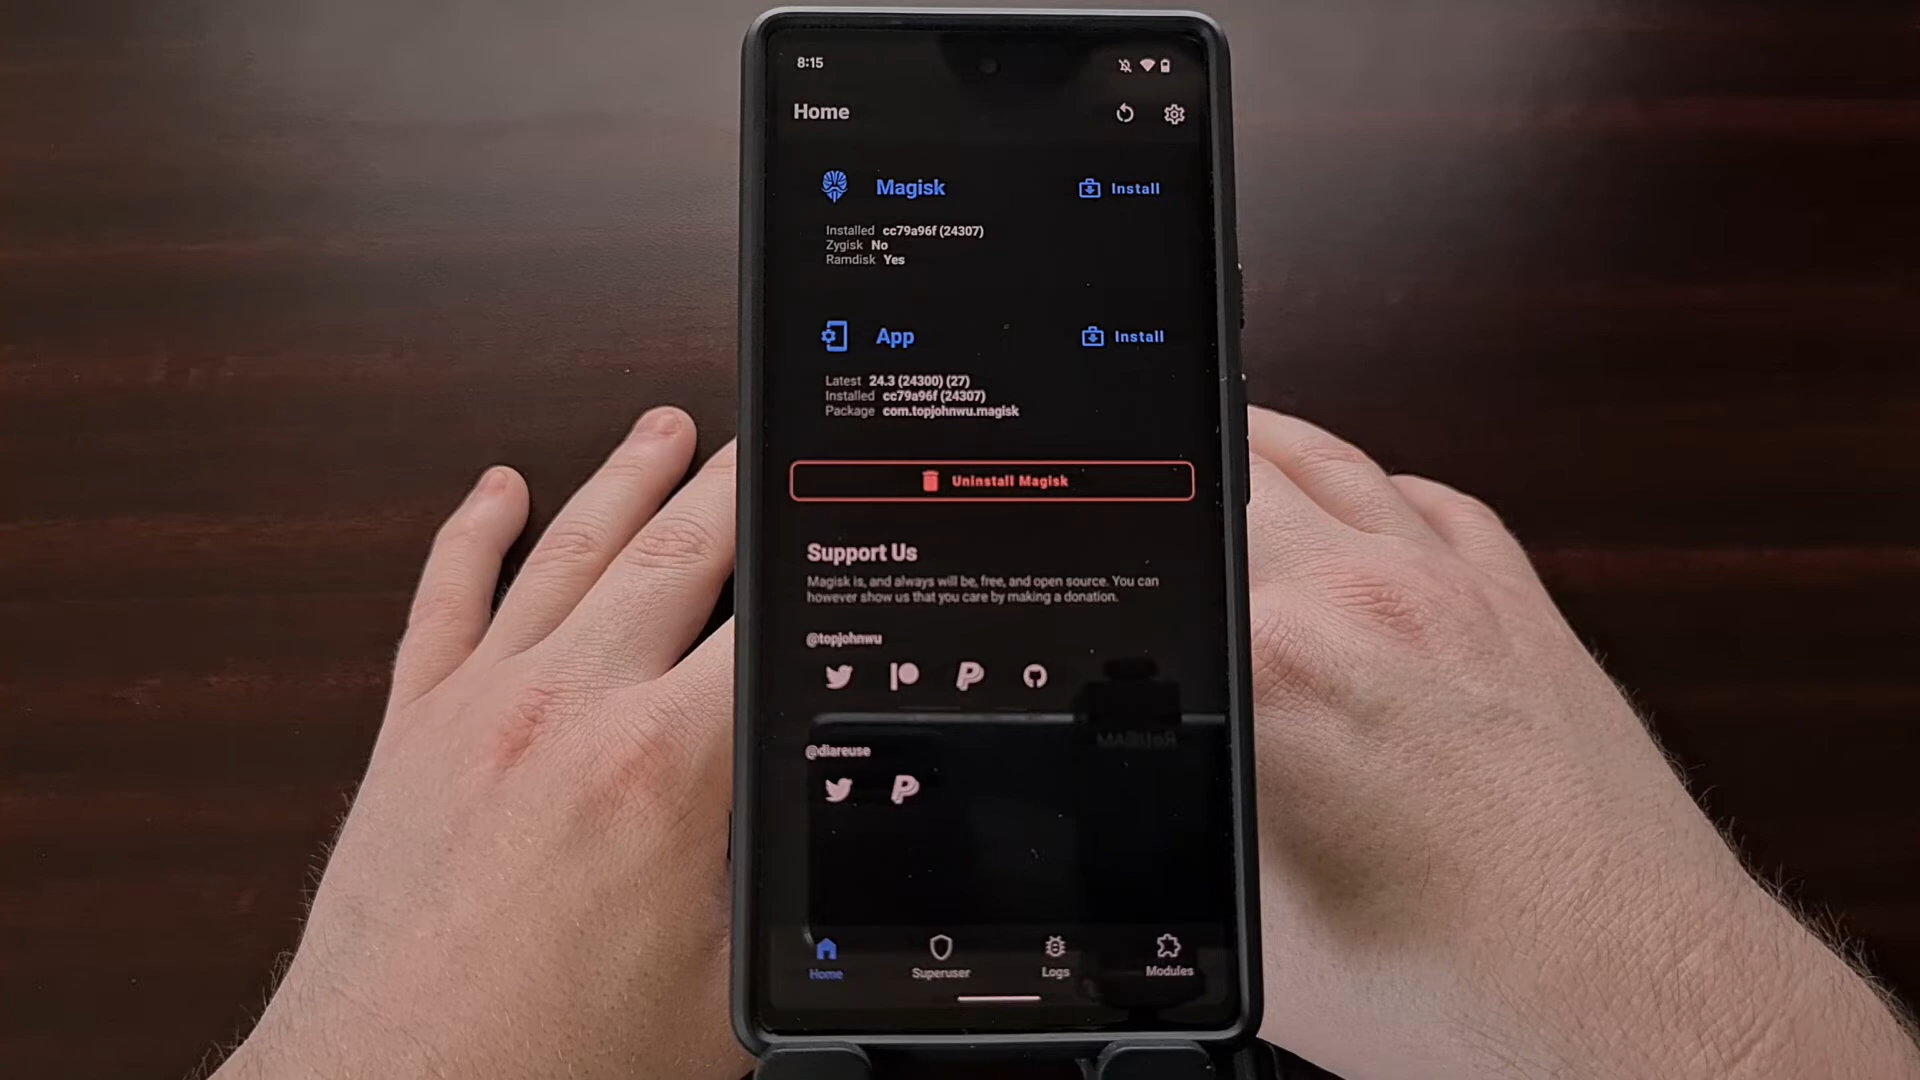 8:15
Home
Magisk
Install
Installed cc79a96f (24307)
Zygisk No
Ramdisk Yes
App
Install
Latest 24.3 (24300) (27)
Installed cc79a96f (24307)
Package com.topjohnwu.magisk
Uninstall Magisk
Support Us
Magisk is, and always will be, free, and open source. You can
however show us that you care by making a donation.
@topjohnwu
@diareuse
Home
Superuser
Logs
Modules